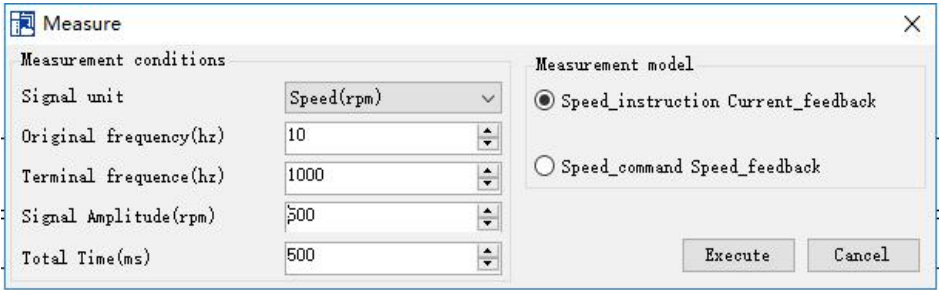 Measure
Measurement conditions
Signal unit
Speed(rpm)
Original frequency(hz)
10
Terminal frequence(hz)
1000
Signal Amplitude(rpm)
500
Total Time(ms)
500
Measurement model
Speed_instruction Current_feedback
Speed_command Speed_feedback
Execute
Cancel